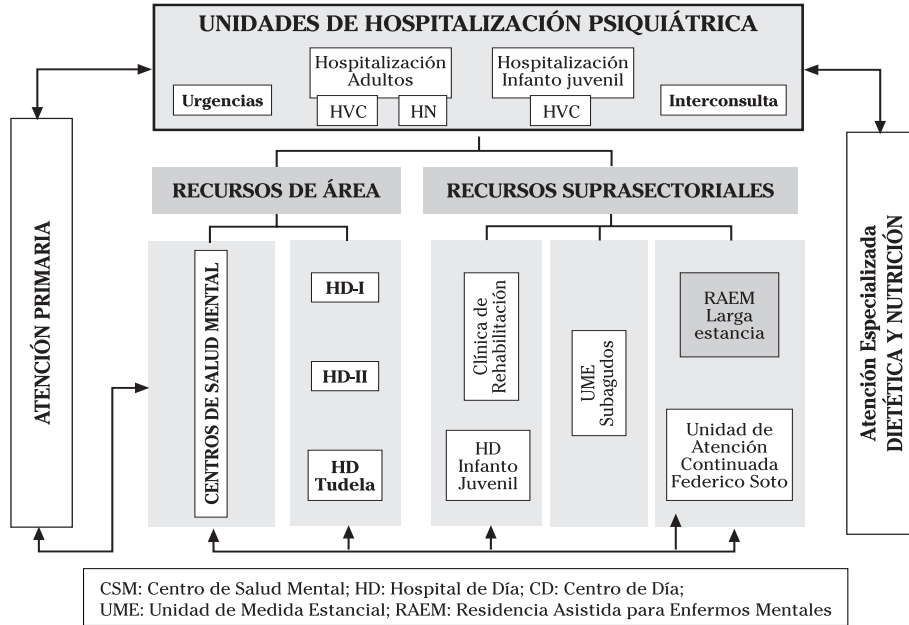 UNIDADES DE HOSPITALIZACIÓN PSIQUIÁTRICA
Urgencias
Hospitalización
Adultos
HVC
HN
Hospitalización
Infanto juvenil
HVC
Interconsulta
ATENCIÓN PRIMARIA
RECURSOS DE ÁREA
RECURSOS SUPRASECTORIALES
CENTROS DE SALUD MENTAL
HD-I
HD-II
HD
Tudela
Clínica de
Rehabilitación
HD
Infanto
Juvenil
UME
Subagudos
RAEM
Larga
estancia
Unidad de
Atención
Continuada
Federico Soto
Atención Especializada
DIETÉTICA Y NUTRICIÓN
CSM: Centro de Salud Mental; HD: Hospital de Día; CD: Centro de Día;
UME: Unidad de Medida Estancial; RAEM: Residencia Asistida para Enfermos Mentales